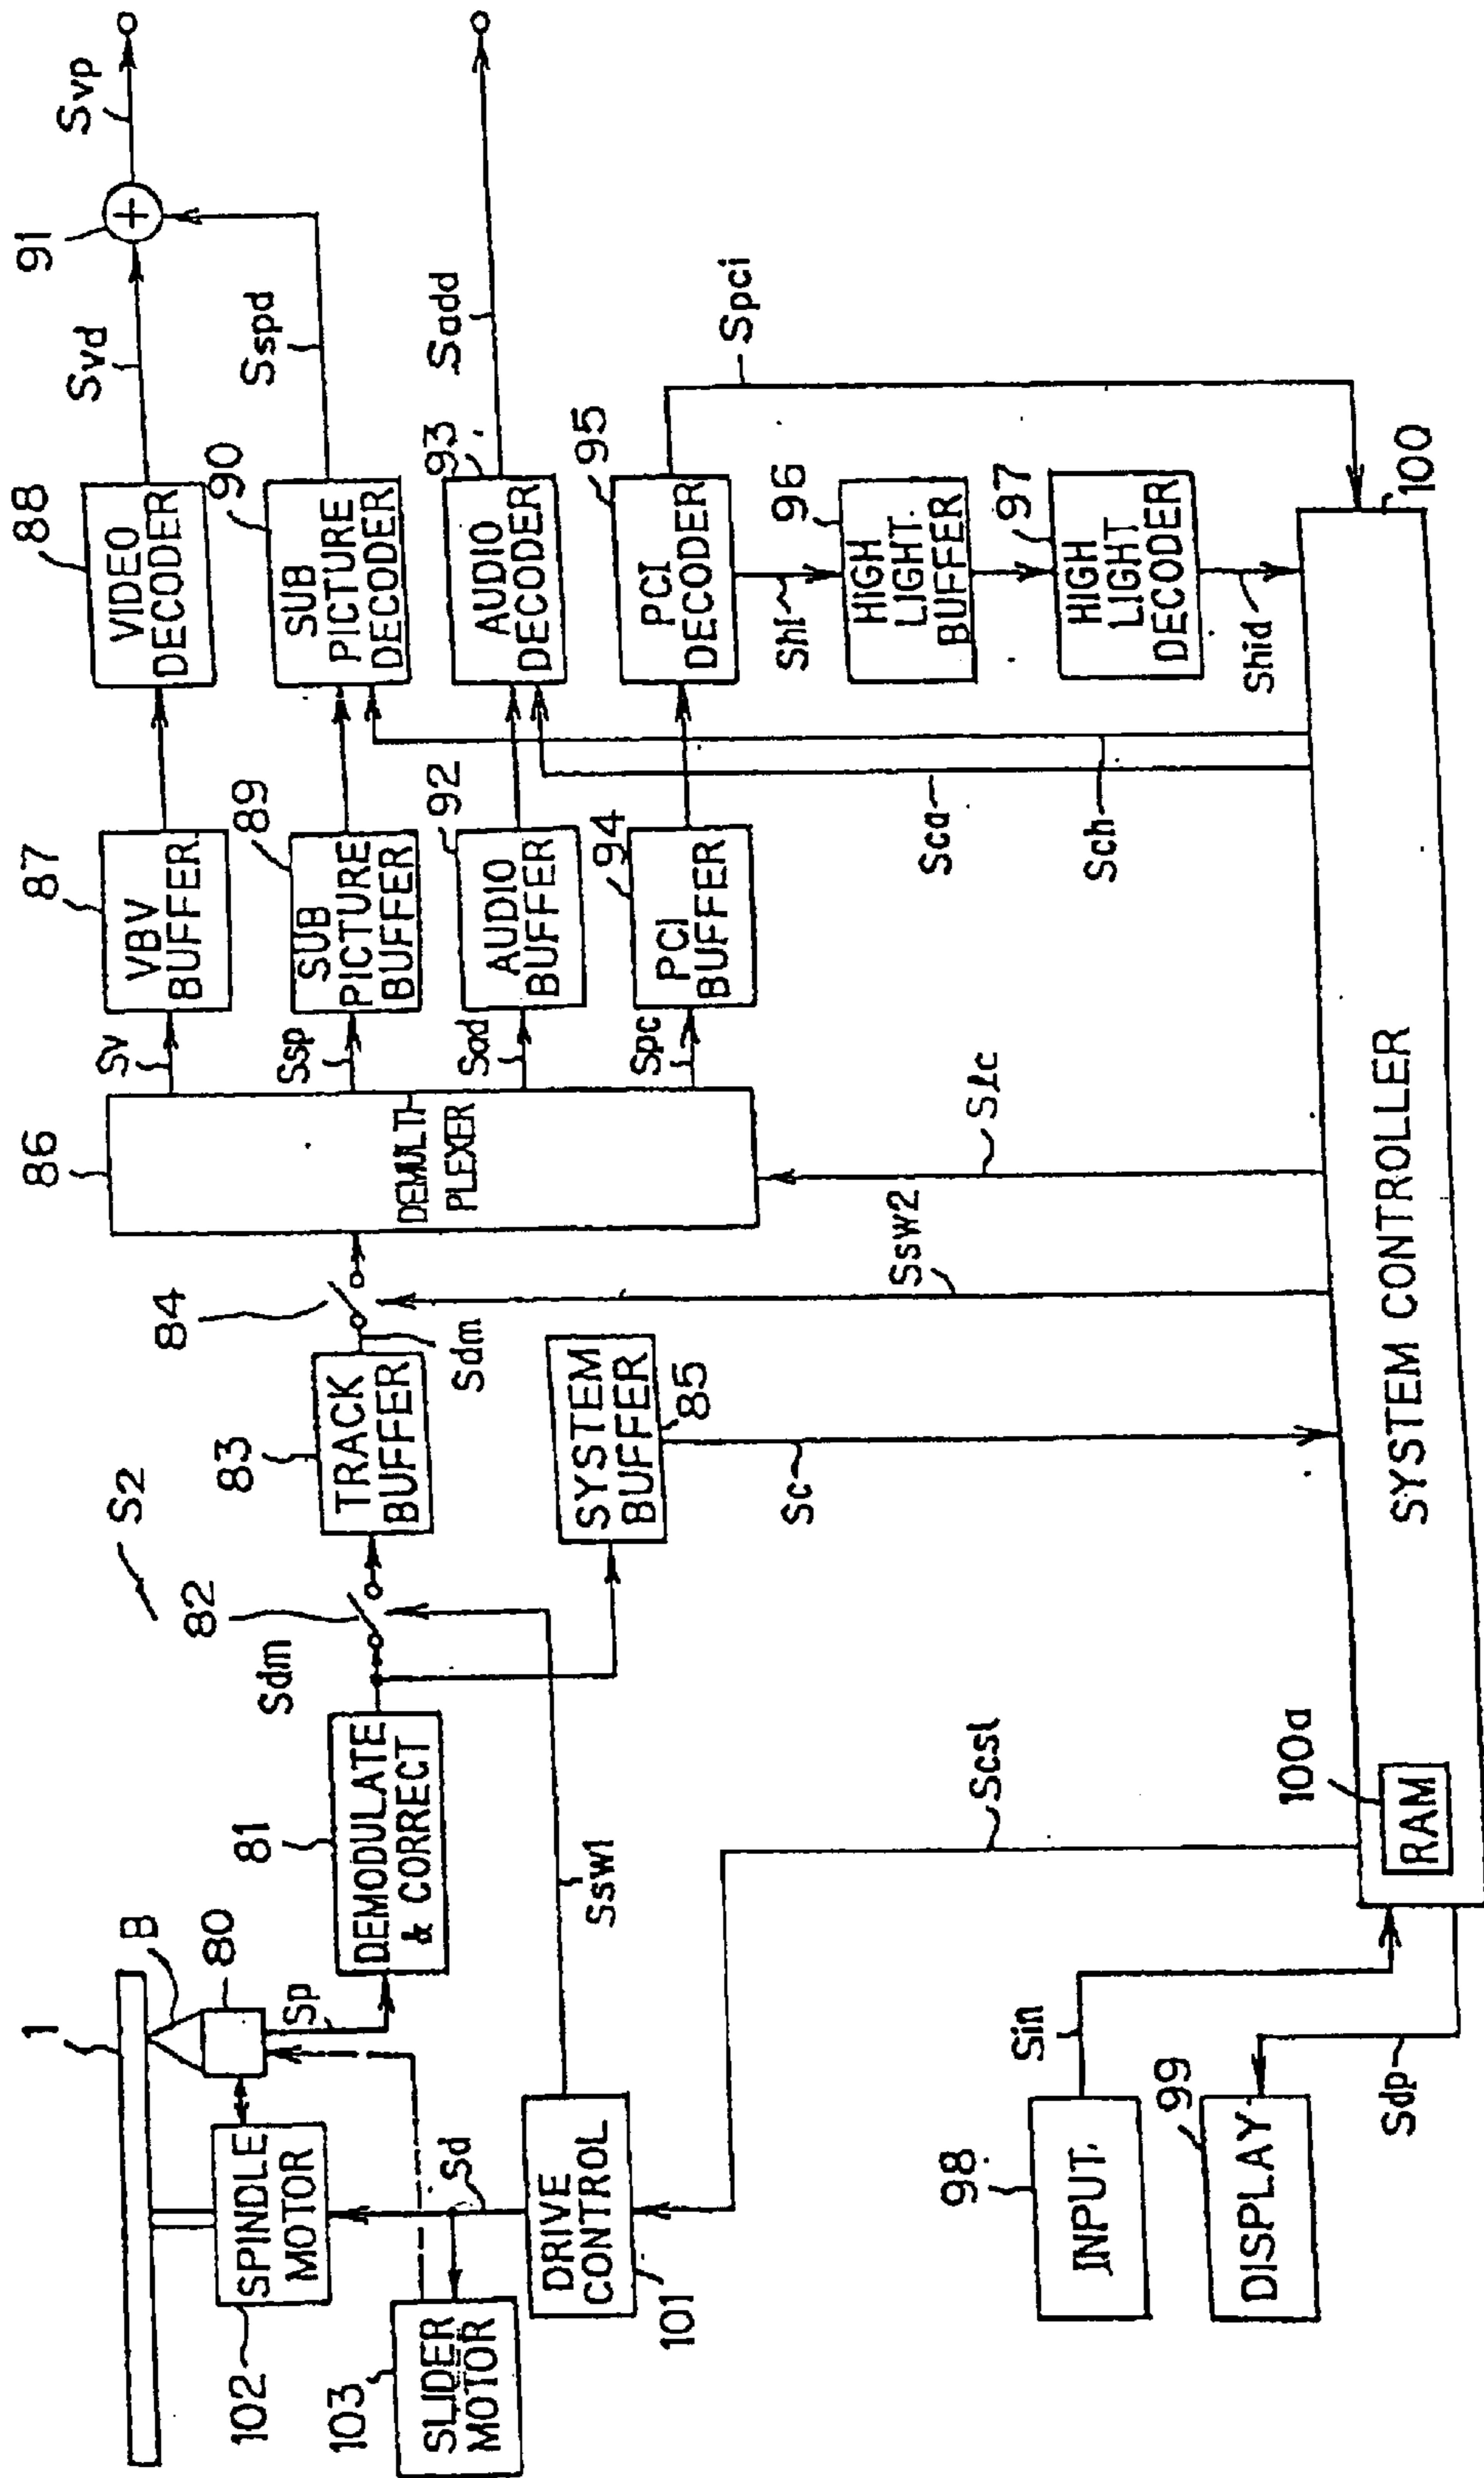 1
B
80
SPINDLE
MOTOR
102
SLIDER
MOTOR
103
Sd
DRIVE
CONTROL
101
Sp
81
DEMODULATE
& CORRECT
Sdm
82
S2
Ssw1
83
TRACK
BUFFER
Sdm
84
SYSTEM
BUFFER
85
Sc
Ssw2
Slc
Scsl
86
DEMULTI
PLEXER
Sv
Ssp
Sad
Spc
87
VBV
BUFFER
89
SUB
PICTURE
BUFFER
92
AUDIO
BUFFER
94
PCI
BUFFER
88
VIDEO
DECODER
90
SUB
PICTURE
DECODER
93
AUDIO
DECODER
95
PCI
DECODER
Svd
91
+
Svp
Sspd
Sadd
Spci
Shi
96
HIGH
LIGHT
BUFFER
97
HIGH
LIGHT
DECODER
Shid
Sca
Sch
100
SYSTEM CONTROLLER
100a
RAM
98
INPUT
Sin
99
DISPLAY
Sdp